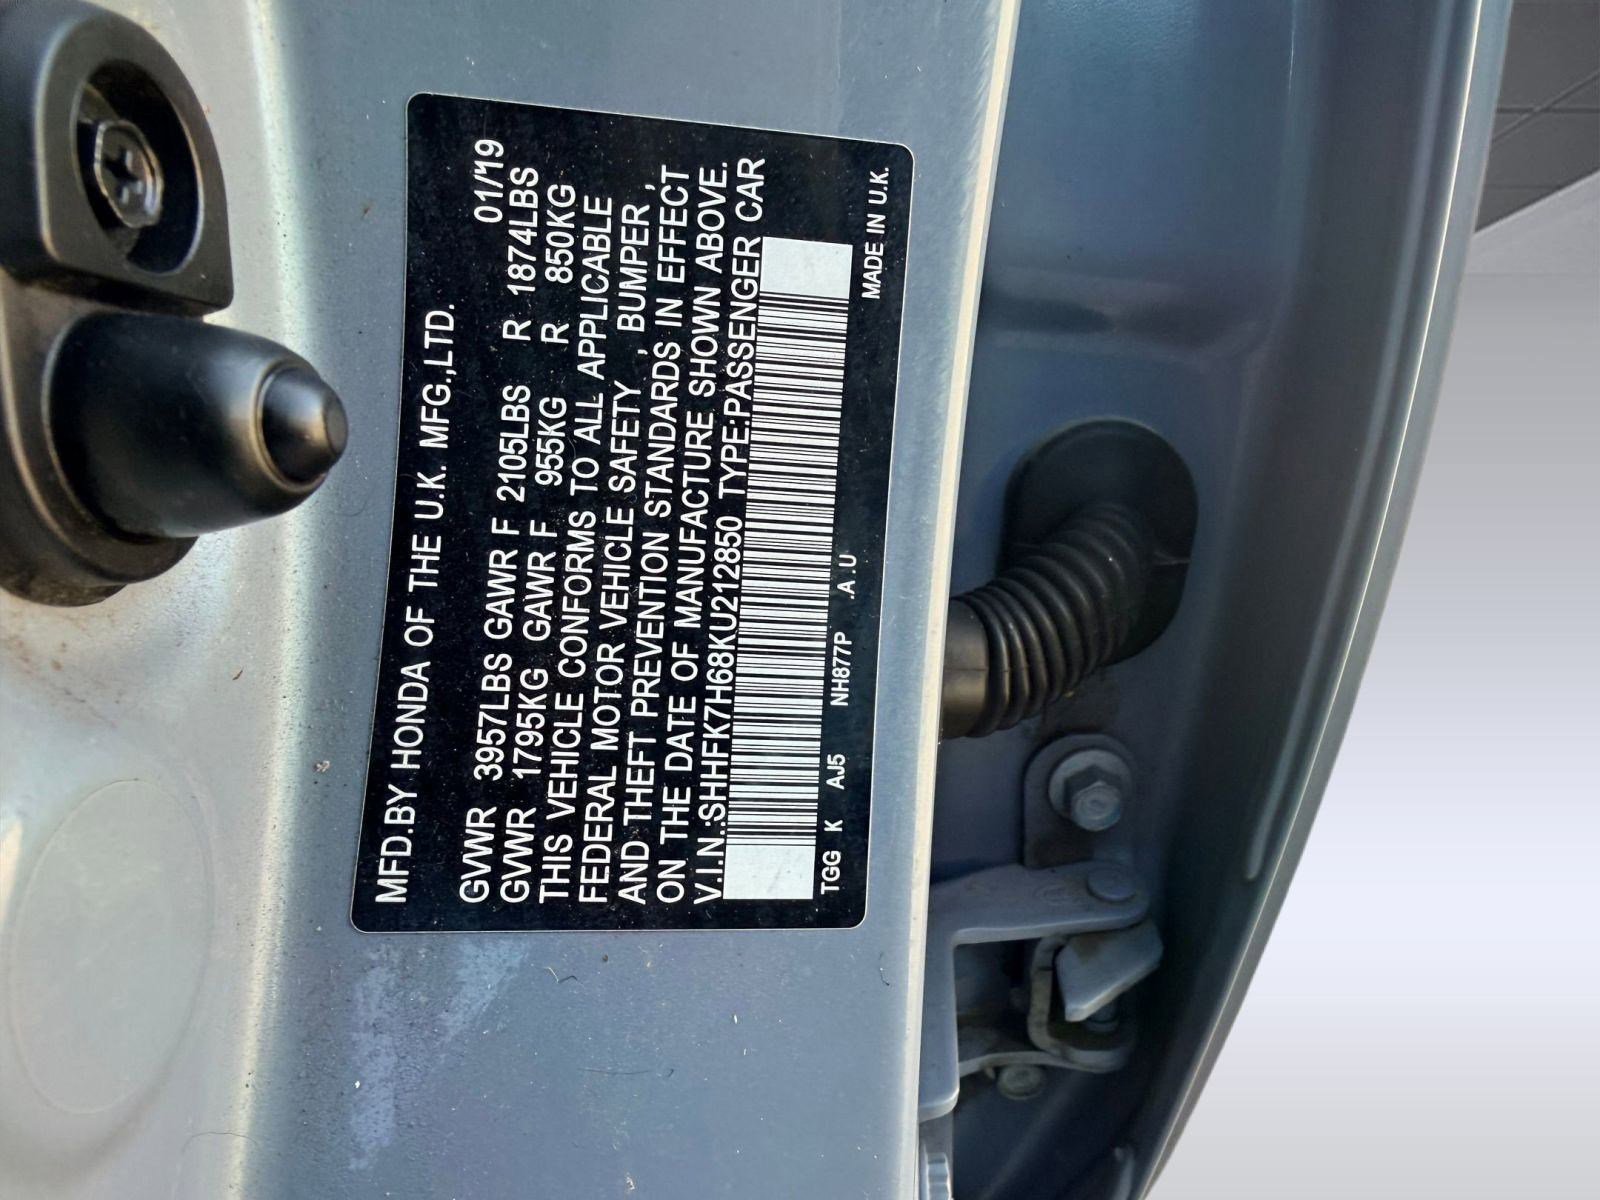 MFD.BY HONDA OF THE U.K. MFG.,LTD.
01/19
GVWR 3957LBS GAWR F 2105LBS R 1874LBS
GVWR 1795KG GAWR F 955KG R 850KG
THIS VEHICLE CONFORMS TO ALL APPLICABLE
FEDERAL MOTOR VEHICLE SAFETY , BUMPER ,
AND THEFT PREVENTION STANDARDS IN EFFECT
ON THE DATE OF MANUFACTURE SHOWN ABOVE.
V.I.N.:SHHFK7H68KU212850 TYPE:PASSENGER CAR
TGG K AJ5 NH877P .A.U MADE IN U.K.